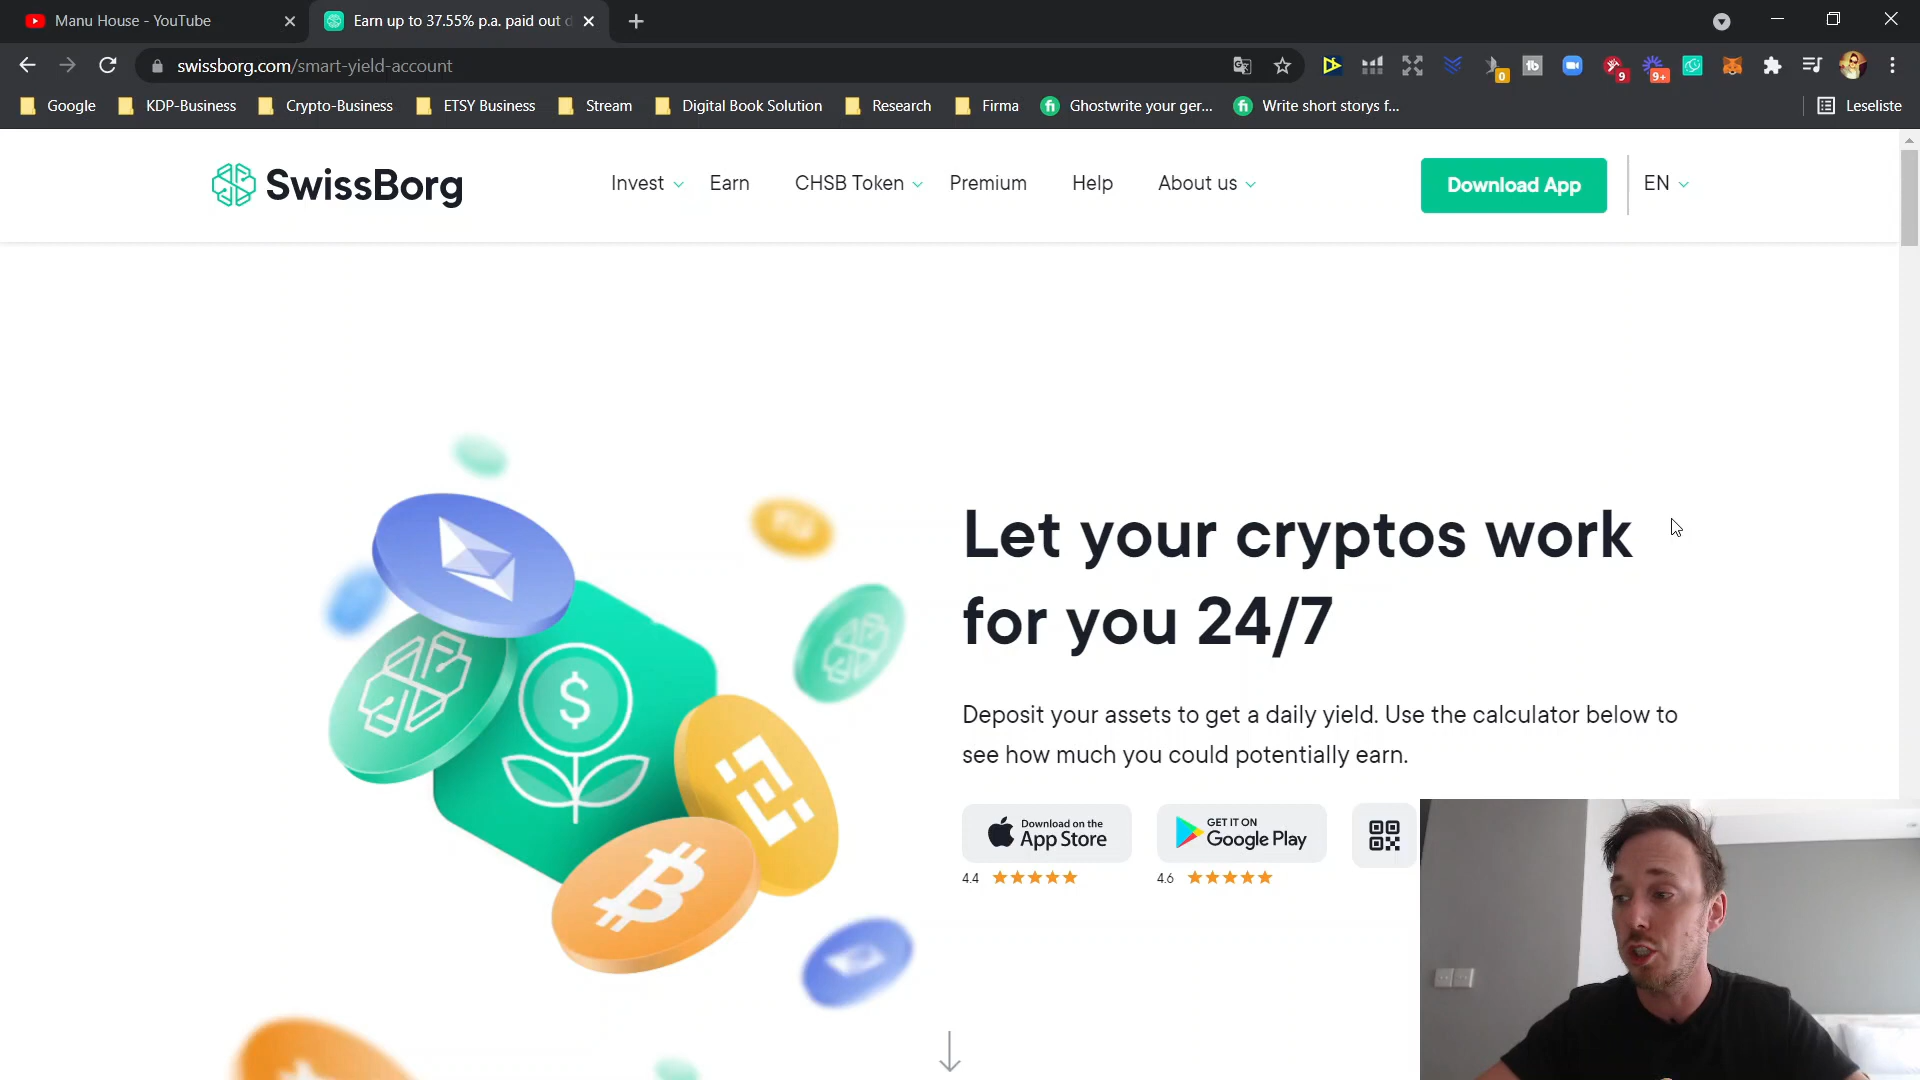 Manu House - YouTube
Earn up to 37.55% p.a. paid out d
swissborg.com/smart-yield-account
0
tb
9
9+
Google
KDP-Business
Crypto-Business
ETSY Business
Stream
Digital Book Solution
Research
Firma
Ghostwrite your ger...
Write short storys f...
Leseliste
SwissBorg
Invest
Earn
CHSB Token
Premium
Help
About us
Download App
EN
Let your cryptos work
for you 24/7
Deposit your assets to get a daily yield. Use the calculator below to
see how much you could potentially earn.
Download on the
App Store
GET IT ON
Google Play
4.4
4.6